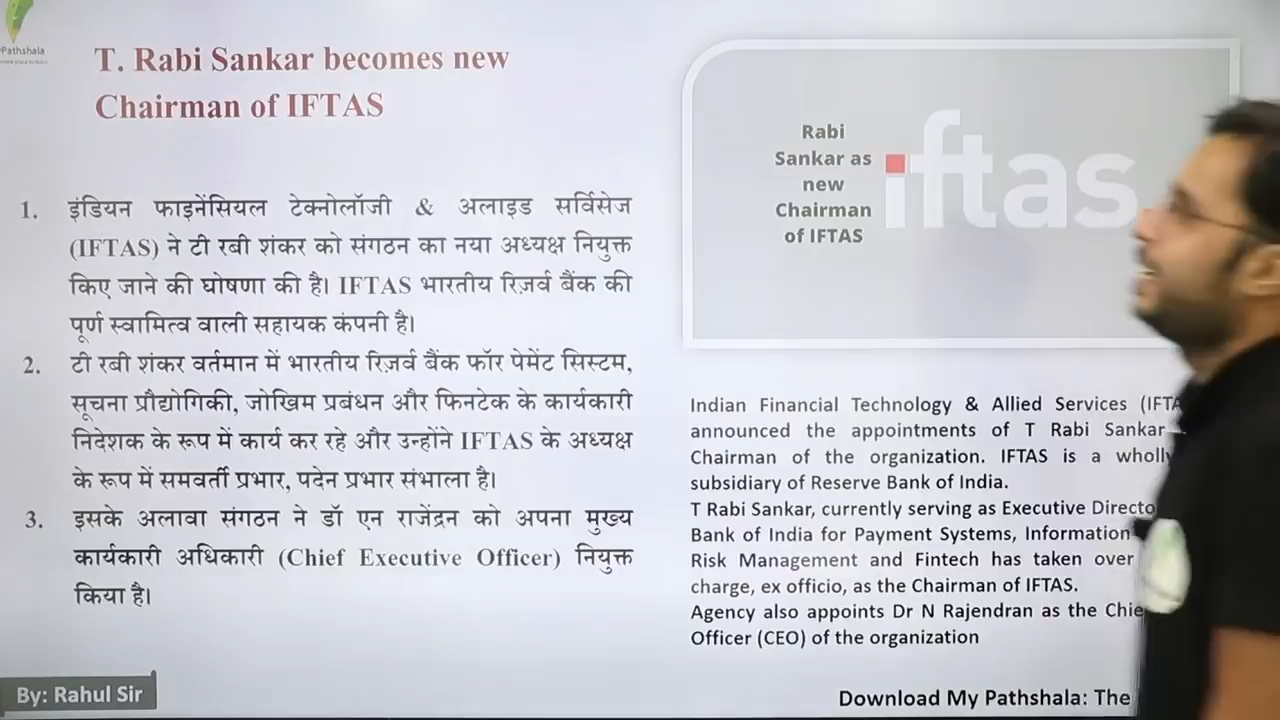 Pathshala
T. Rabi Sankar becomes new
Chairman of IFTAS
1. इंडियन फाइनेंसियल टेक्नोलॉजी & अलाइड सर्विसेज
(IFTAS) ने टी रबी शंकर को संगठन का नया अध्यक्ष नियुक्त
किए जाने की घोषणा की है। IFTAS भारतीय रिज़र्व बैंक की
पूर्ण स्वामित्व वाली सहायक कंपनी है।
2. टी रबी शंकर वर्तमान में भारतीय रिज़र्व बैंक फॉर पेमेंट सिस्टम,
सूचना प्रौद्योगिकी, जोखिम प्रबंधन और फिनटेक के कार्यकारी
निदेशक के रूप में कार्य कर रहे और उन्होंने IFTAS के अध्यक्ष
के रूप में समवर्ती प्रभार, पदेन प्रभार संभाला है।
3. इसके अलावा संगठन ने डॉ एन राजेंद्रन को अपना मुख्य
कार्यकारी अधिकारी (Chief Executive Officer) नियुक्त
किया है।
Rabi
Sankar as
new
Chairman
of IFTAS
iftas
Indian Financial Technology & Allied Services (IFTA
announced the appointments of T Rabi Sankar
Chairman of the organization. IFTAS is a wholly
subsidiary of Reserve Bank of India.
T Rabi Sankar, currently serving as Executive Directo
Bank of India for Payment Systems, Information
Risk Management and Fintech has taken over
charge, ex officio, as the Chairman of IFTAS.
Agency also appoints Dr N Rajendran as the Chie
Officer (CEO) of the organization
By: Rahul Sir
Download My Pathshala: The